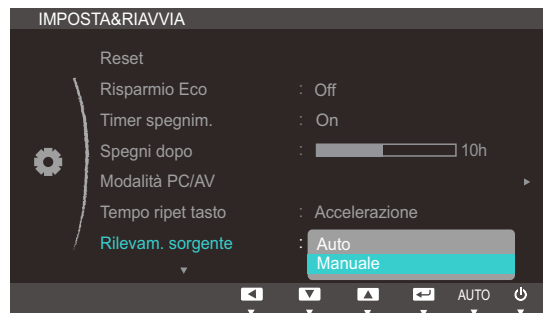 IMPOSTA&RIAVVIA
Reset
Risparmio Eco : Off
Timer spegnim. : On
Spegni dopo : 10h
Modalità PC/AV
Tempo ripet tasto : Accelerazione
Rilevam. sorgente : Auto
Manuale
AUTO